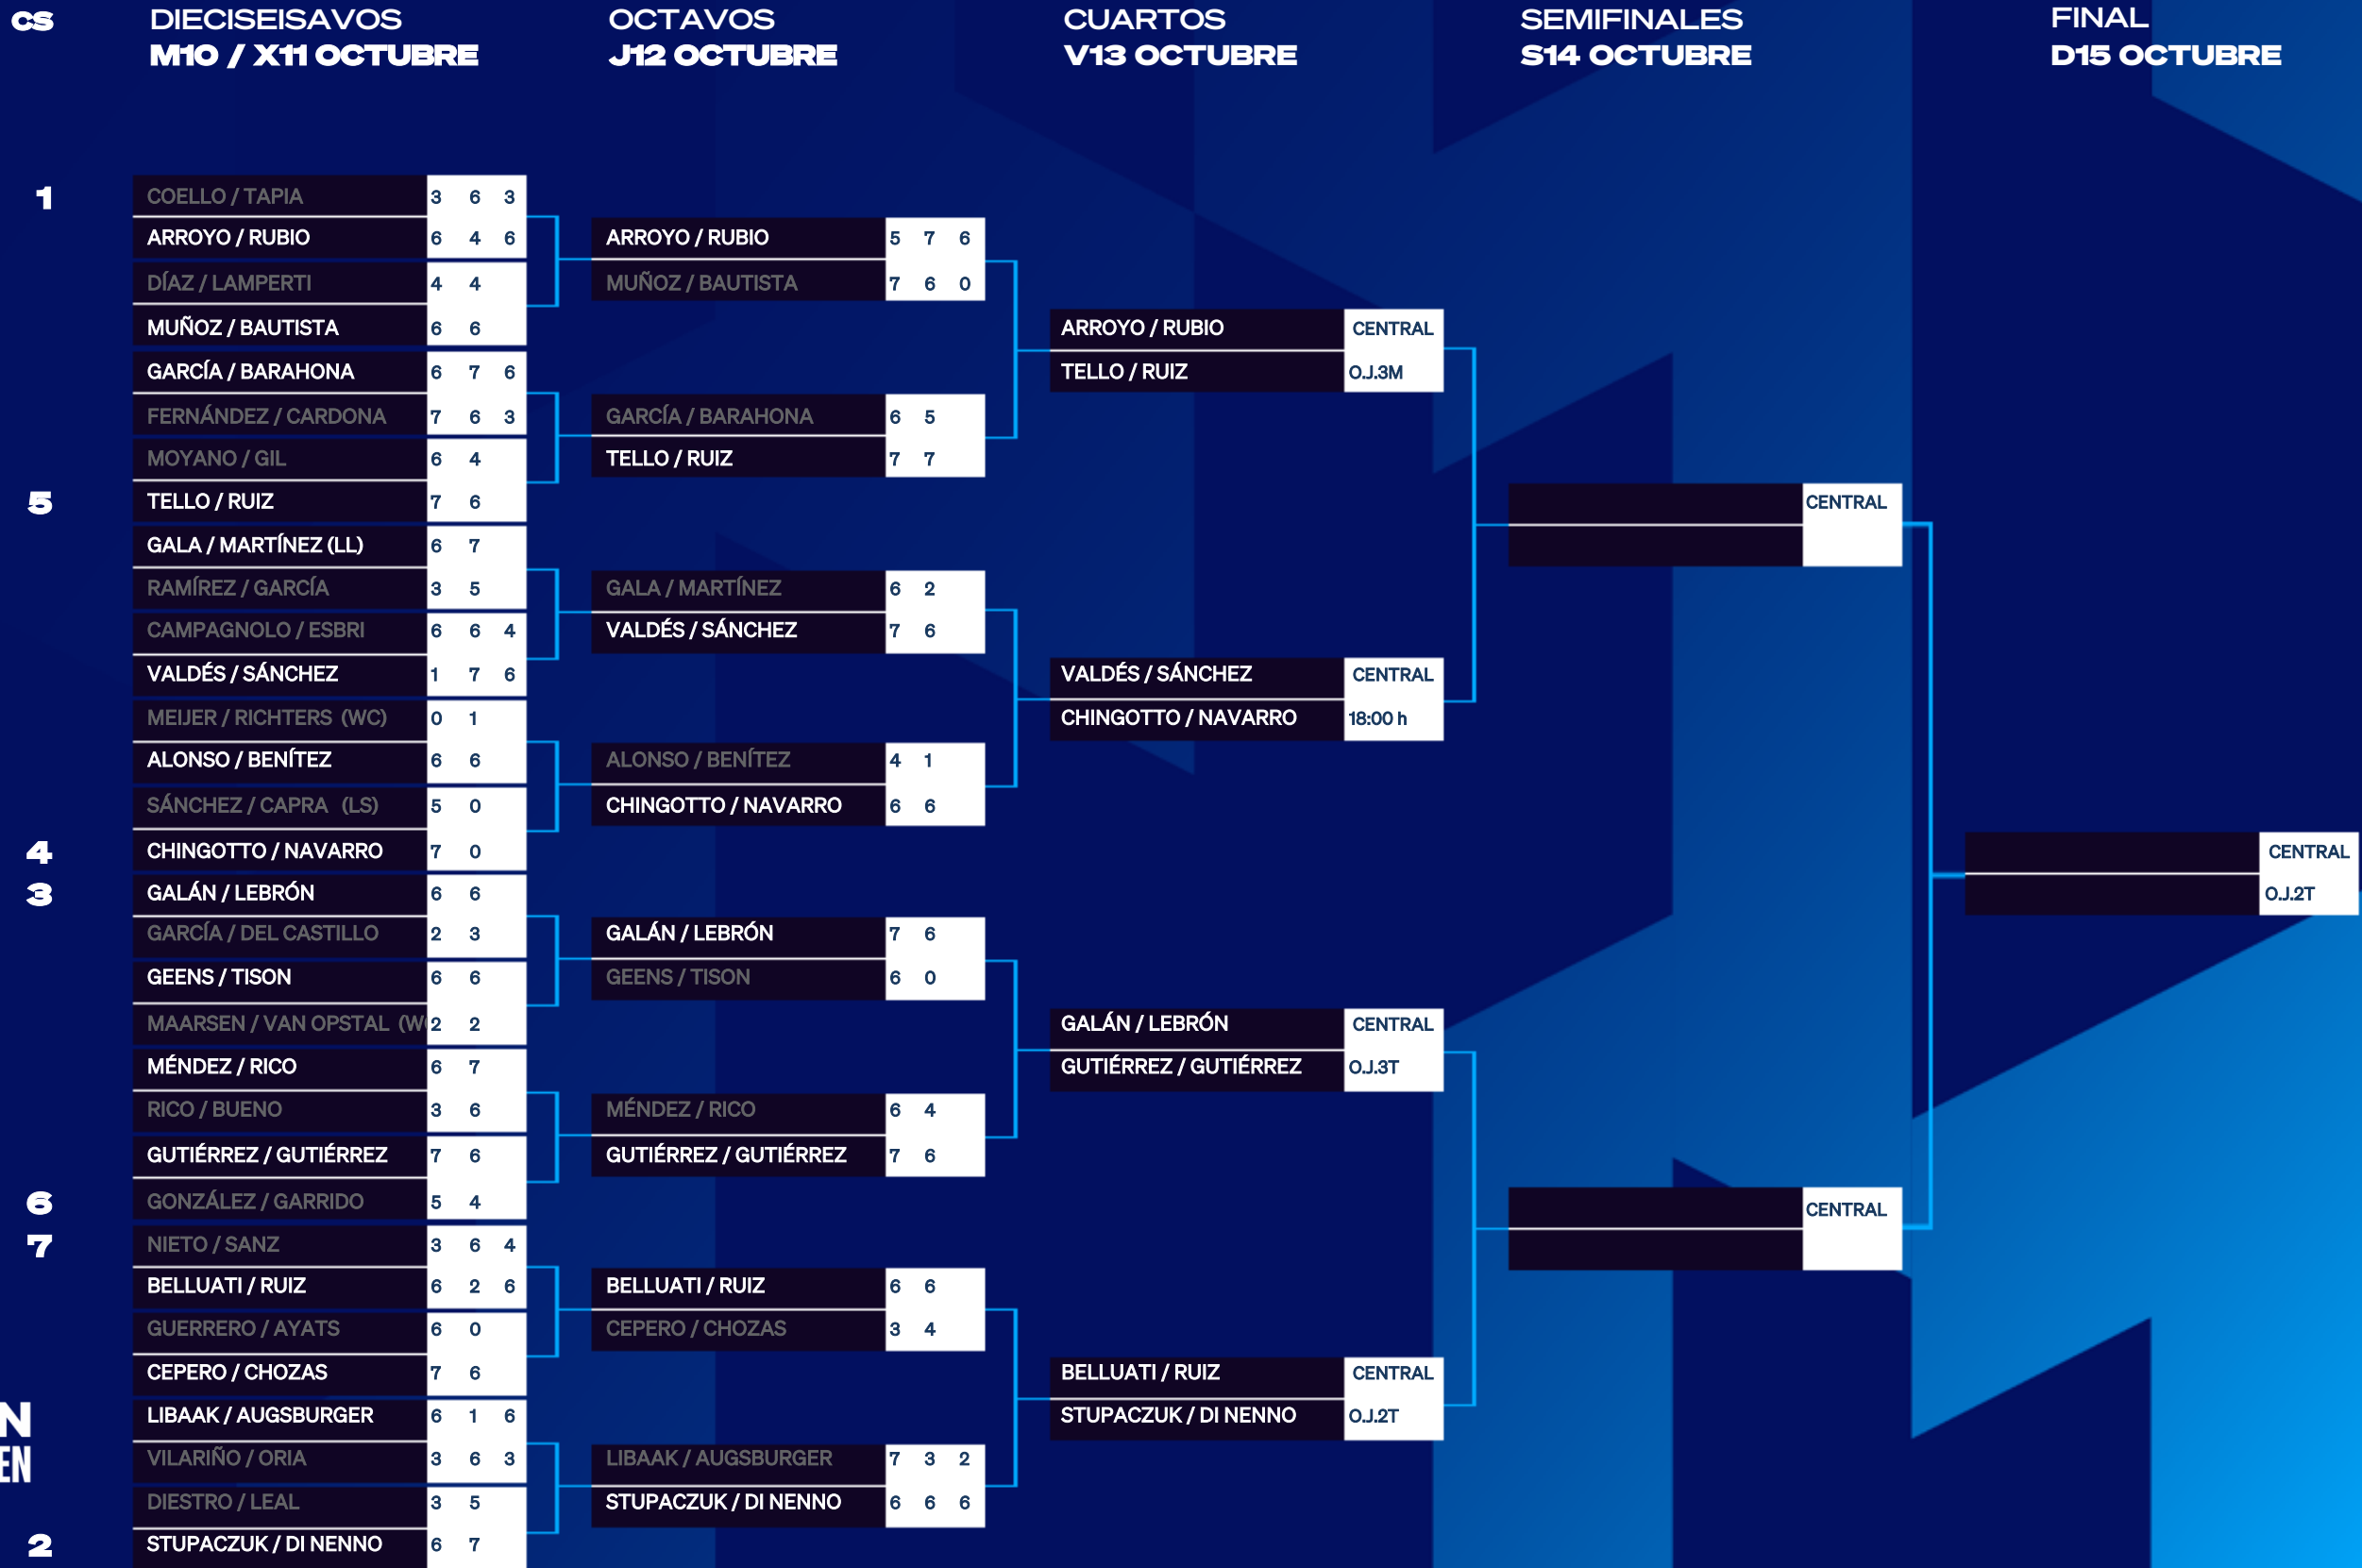 CS
DIECISEISAVOS
M10 / X11 OCTUBRE
OCTAVOS
J12 OCTUBRE
CUARTOS
V13 OCTUBRE
SEMIFINALES
S14 OCTUBRE
FINAL
D15 OCTUBRE
1
COELLO / TAPIA 3 6 3
ARROYO / RUBIO 6 4 6
DÍAZ / LAMPERTI 4 4
MUÑOZ / BAUTISTA 6 6
GARCÍA / BARAHONA 6 7 6
FERNÁNDEZ / CARDONA 7 6 3
MOYANO / GIL 6 4
5
TELLO / RUIZ 7 6
GALA / MARTÍNEZ (LL) 6 7
RAMÍREZ / GARCÍA 3 5
CAMPAGNOLO / ESBRI 6 6 4
VALDÉS / SÁNCHEZ 1 7 6
MEIJER / RICHTERS (WC) 0 1
ALONSO / BENÍTEZ 6 6
SÁNCHEZ / CAPRA (LS) 5 0
4
CHINGOTTO / NAVARRO 7 0
3
GALÁN / LEBRÓN 6 6
GARCÍA / DEL CASTILLO 2 3
GEENS / TISON 6 6
MAARSEN / VAN OPSTAL (W 2 2
MÉNDEZ / RICO 6 7
RICO / BUENO 3 6
GUTIÉRREZ / GUTIÉRREZ 7 6
6
GONZÁLEZ / GARRIDO 5 4
7
NIETO / SANZ 3 6 4
BELLUATI / RUIZ 6 2 6
GUERRERO / AYATS 6 0
CEPERO / CHOZAS 7 6
N
LIBAAK / AUGSBURGER 6 1 6
EN
VILARIÑO / ORIA 3 6 3
DIESTRO / LEAL 3 5
2
STUPACZUK / DI NENNO 6 7
ARROYO / RUBIO 5 7 6
MUÑOZ / BAUTISTA 7 6 0
GARCÍA / BARAHONA 6 5
TELLO / RUIZ 7 7
GALA / MARTÍNEZ 6 2
VALDÉS / SÁNCHEZ 7 6
ALONSO / BENÍTEZ 4 1
CHINGOTTO / NAVARRO 6 6
GALÁN / LEBRÓN 7 6
GEENS / TISON 6 0
MÉNDEZ / RICO 6 4
GUTIÉRREZ / GUTIÉRREZ 7 6
BELLUATI / RUIZ 6 6
CEPERO / CHOZAS 3 4
LIBAAK / AUGSBURGER 7 3 2
STUPACZUK / DI NENNO 6 6 6
ARROYO / RUBIO CENTRAL
TELLO / RUIZ O.J.3M
VALDÉS / SÁNCHEZ CENTRAL
CHINGOTTO / NAVARRO 18:00 h
GALÁN / LEBRÓN CENTRAL
GUTIÉRREZ / GUTIÉRREZ O.J.3T
BELLUATI / RUIZ CENTRAL
STUPACZUK / DI NENNO O.J.2T
CENTRAL
CENTRAL
CENTRAL
O.J.2T